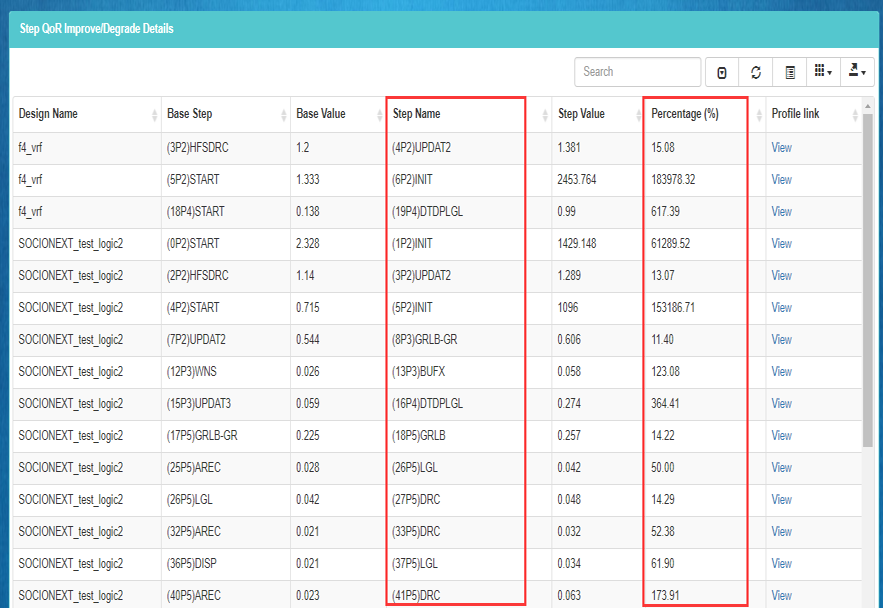 Step QoR Improve/Degrade Details
Search
Design Name Base Step Base Value Step Name Step Value Percentage (%) Profile link
f4_vrf (3P2)HFSDRC 1.2 (4P2)UPDAT2 1.381 15.08 View
f4_vrf (5P2)START 1.333 (6P2)INIT 2453.764 183978.32 View
f4_vrf (18P4)START 0.138 (19P4)DTDPLGL 0.99 617.39 View
SOCIONEXT_test_logic2 (0P2)START 2.328 (1P2)INIT 1429.148 61289.52 View
SOCIONEXT_test_logic2 (2P2)HFSDRC 1.14 (3P2)UPDAT2 1.289 13.07 View
SOCIONEXT_test_logic2 (4P2)START 0.715 (5P2)INIT 1096 153186.71 View
SOCIONEXT_test_logic2 (7P2)UPDAT2 0.544 (8P3)GRLB-GR 0.606 11.40 View
SOCIONEXT_test_logic2 (12P3)WNS 0.026 (13P3)BUFX 0.058 123.08 View
SOCIONEXT_test_logic2 (15P3)UPDAT3 0.059 (16P4)DTDPLGL 0.274 364.41 View
SOCIONEXT_test_logic2 (17P5)GRLB-GR 0.225 (18P5)GRLB 0.257 14.22 View
SOCIONEXT_test_logic2 (25P5)AREC 0.028 (26P5)LGL 0.042 50.00 View
SOCIONEXT_test_logic2 (26P5)LGL 0.042 (27P5)DRC 0.048 14.29 View
SOCIONEXT_test_logic2 (32P5)AREC 0.021 (33P5)DRC 0.032 52.38 View
SOCIONEXT_test_logic2 (36P5)DISP 0.021 (37P5)LGL 0.034 61.90 View
SOCIONEXT_test_logic2 (40P5)AREC 0.023 (41P5)DRC 0.063 173.91 View